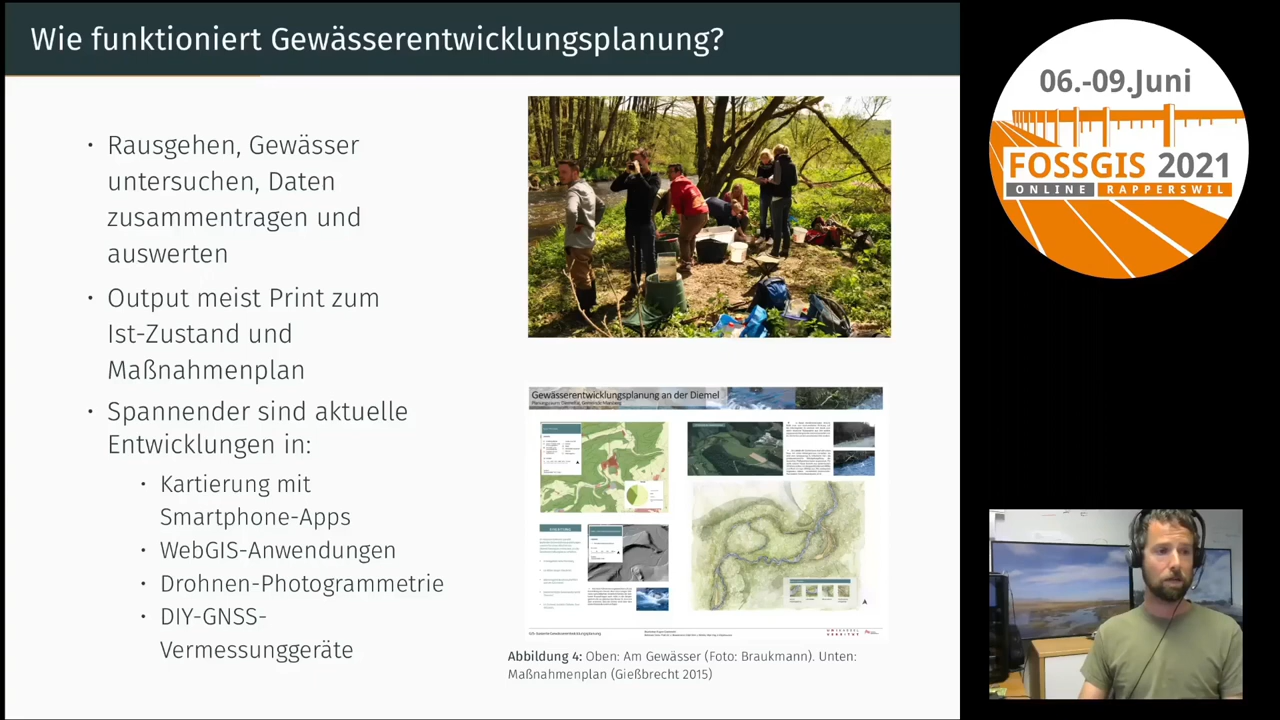 Wie funktioniert Gewässerentwicklungsplanung?
• Rausgehen, Gewässer
untersuchen, Daten
zusammentragen und
auswerten
• Output meist Print zum
Ist-Zustand und
Maßnahmenplan
• Spannender sind aktuelle
Entwicklungen in:
• Kartierung mit
Smartphone-Apps
• WebGIS-Anwendungen
• Drohnen-Photogrammetrie
• DIY-GNSS-
Vermessunggeräte
Gewässerentwicklungsplanung an der Diemel
EINLEITUNG
Abbildung 4: Oben: Am Gewässer (Foto: Braukmann). Unten:
Maßnahmenplan (Gießbrecht 2015)
06.-09.Juni
FOSSGIS 2021
ONLINE RAPPERSWIL